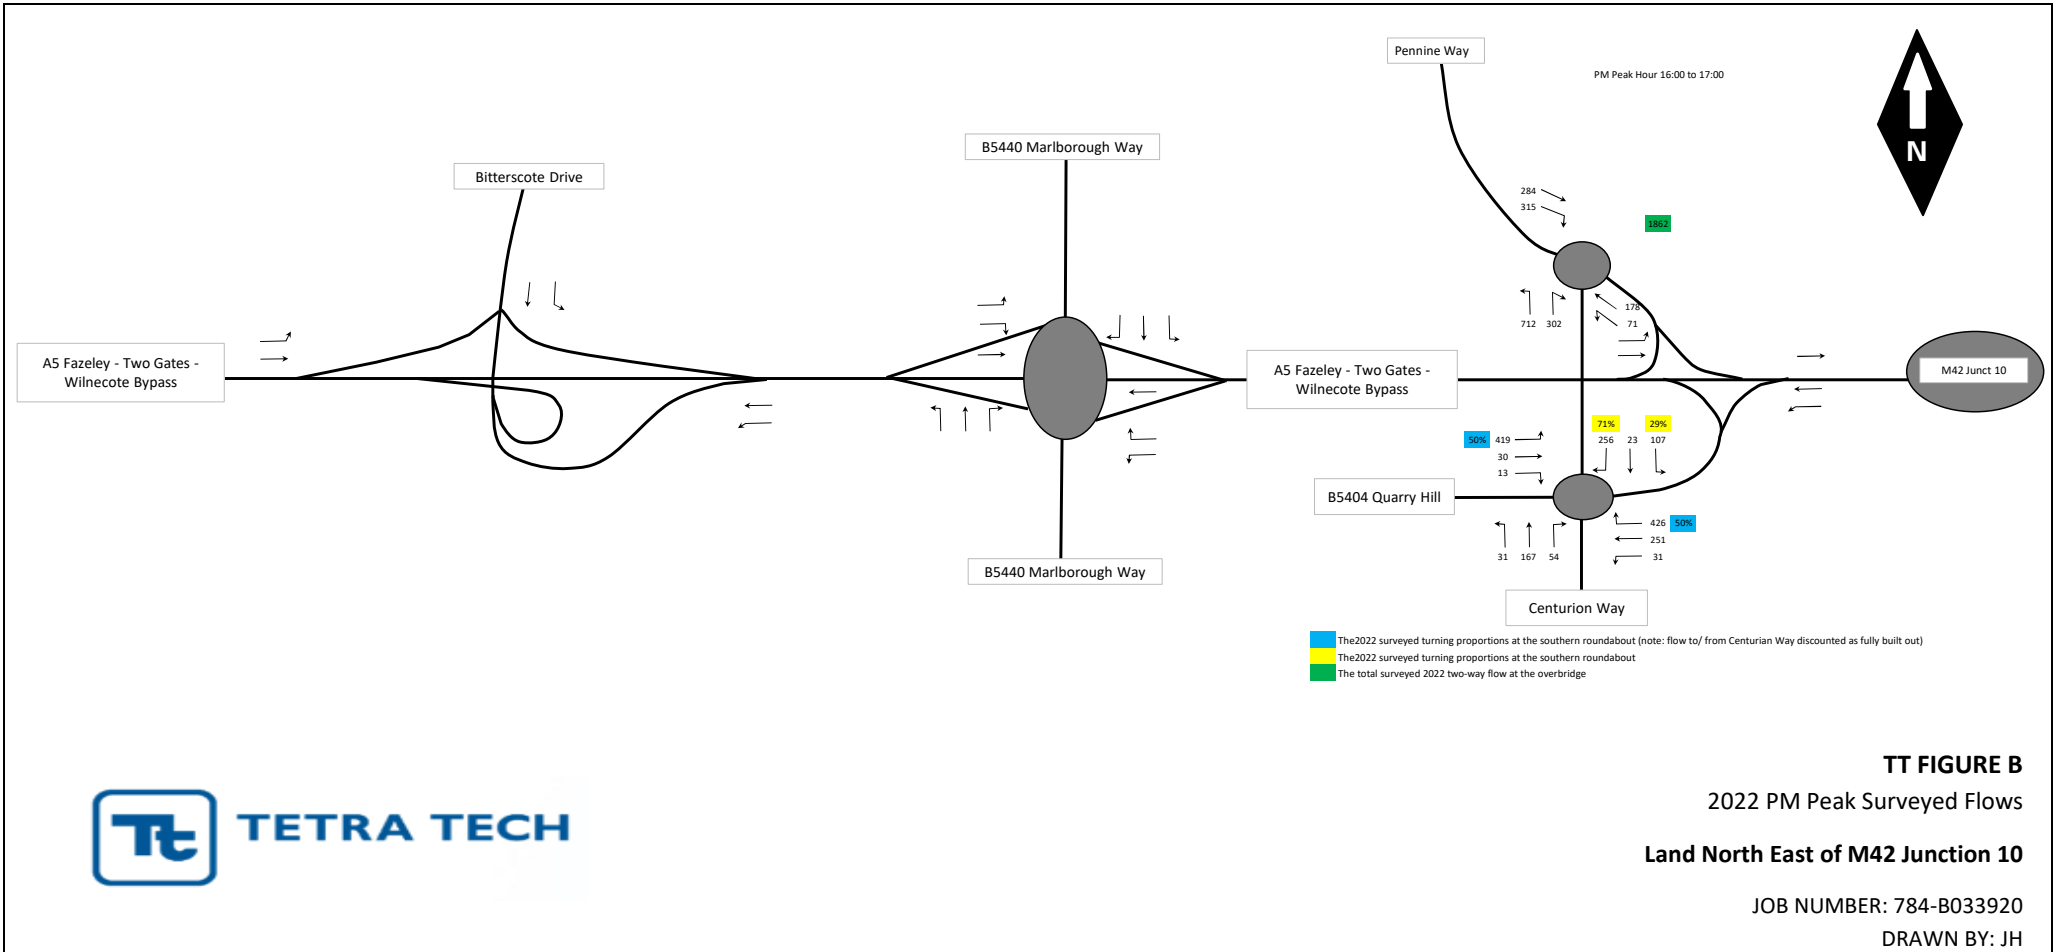 Pennine Way
PM Peak Hour 16:00 to 17:00
N
B5440 Marlborough Way
Bitterscote Drive
284
315
1862
178
71
712 302
A5 Fazeley - Two Gates -
Wilnecote Bypass
A5 Fazeley - Two Gates -
Wilnecote Bypass
M42 Junct 10
71% 29%
50% 419
256 23 107
30
13
B5404 Quarry Hill
426 50%
251
31 167 54
31
B5440 Marlborough Way
Centurion Way
The2022 surveyed turning proportions at the southern roundabout (note: flow to/ from Centurian Way discounted as fully built out)
The2022 surveyed turning proportions at the southern roundabout
The total surveyed 2022 two-way flow at the overbridge
TT FIGURE B
2022 PM Peak Surveyed Flows
Land North East of M42 Junction 10
JOB NUMBER: 784-B033920
DRAWN BY: JH
Tt TETRA TECH